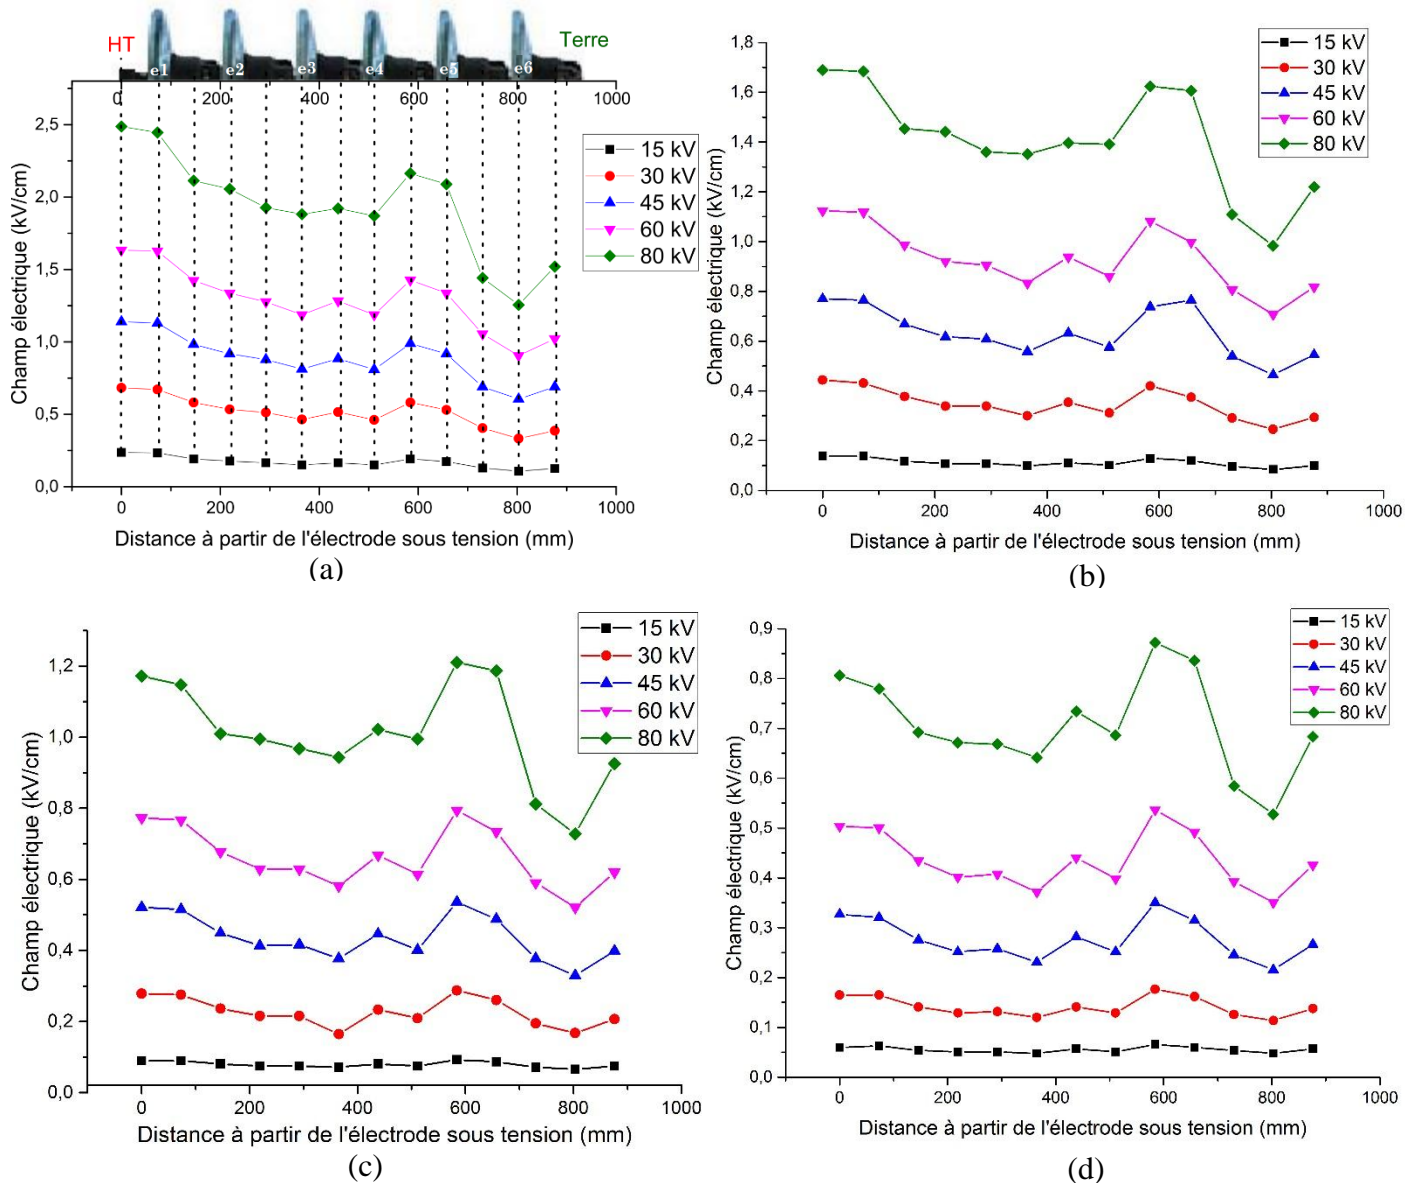 HT
Terre
e1 e2 e3 e4 e5 e6
0 200 400 600 800 1000
2,5
2,0
1,5
1,0
0,5
0,0
Champ électrique (kV/cm)
15 kV
30 kV
45 kV
60 kV
80 kV
0 200 400 600 800 1000
Distance à partir de l'électrode sous tension (mm)
(a)
1,8
1,6
1,4
1,2
1,0
0,8
0,6
0,4
0,2
0,0
Champ électrique (kV/cm)
15 kV
30 kV
45 kV
60 kV
80 kV
0 200 400 600 800 1000
Distance à partir de l'électrode sous tension (mm)
(b)
1,2
1,0
0,8
0,6
0,4
0,2
0,0
Champ électrique (kV/cm)
15 kV
30 kV
45 kV
60 kV
80 kV
0 200 400 600 800 1000
Distance à partir de l'électrode sous tension (mm)
(c)
0,9
0,8
0,7
0,6
0,5
0,4
0,3
0,2
0,1
0,0
Champ électrique (kV/cm)
15 kV
30 kV
45 kV
60 kV
80 kV
0 200 400 600 800 1000
Distance à partir de l'électrode sous tension (mm)
(d)